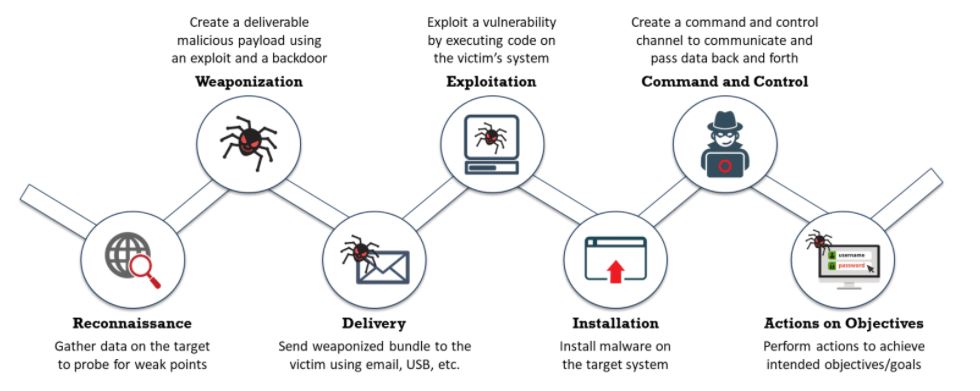 Create a deliverable
malicious payload using
an exploit and a backdoor
Weaponization
Exploit a vulnerability
by executing code on
the victim's system
Exploitation
Create a command and control
channel to communicate and
pass data back and forth
Command and Control
Reconnaissance
Gather data on the target
to probe for weak points
Delivery
Send weaponized bundle to the
victim using email, USB, etc.
Installation
Install malware on
the target system
username
password
Actions on Objectives
Perform actions to achieve
intended objectives/goals